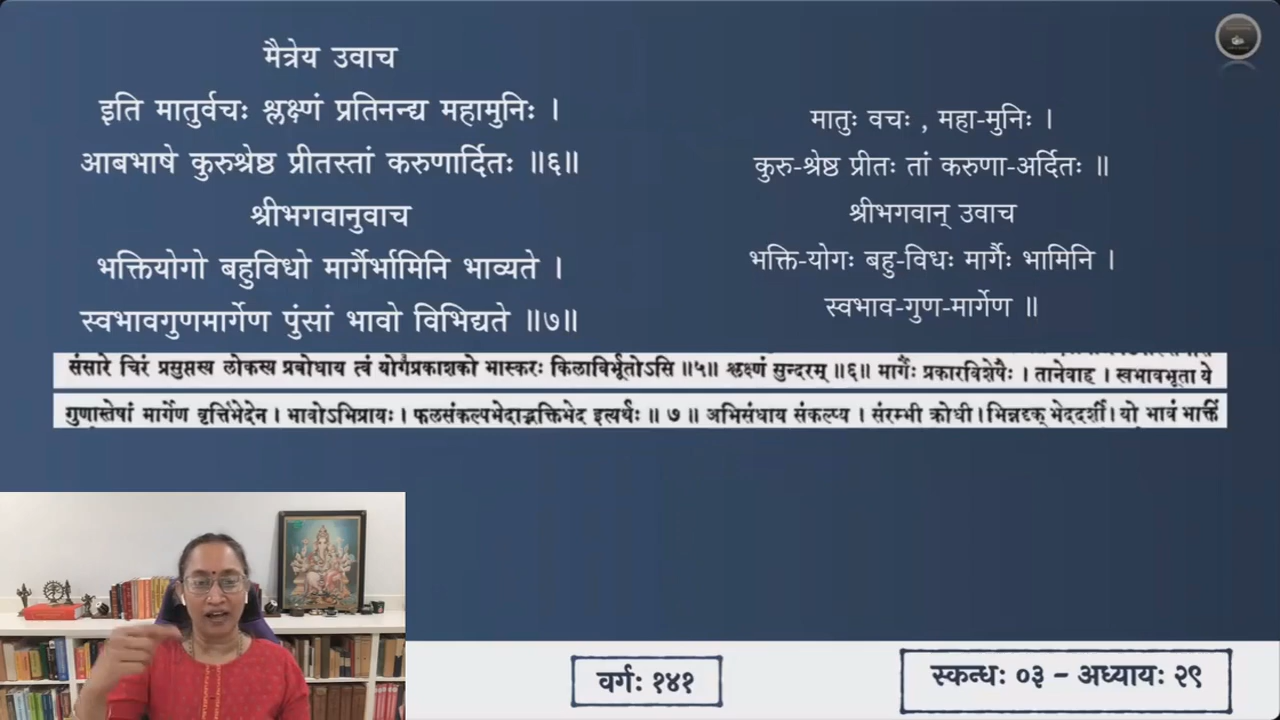 मैत्रेय उवाच
इति मातुर्वचः श्लक्ष्णं प्रतिनन्द्य महामुनिः ।
आबभाषे कुरुश्रेष्ठ प्रीतस्तां करुणार्दितः ॥६॥
श्रीभगवानुवाच
भक्तियोगो बहुविधो मार्गैर्भामिनि भाव्यते ।
स्वभावगुणमार्गेण पुंसां भावो विभिद्यते ॥७॥
मातुः वचः , महा-मुनिः ।
कुरु-श्रेष्ठ प्रीतः तां करुणा-अर्दितः ॥
श्रीभगवान् उवाच
भक्ति-योगः बहु-विधः मार्गैः भामिनि ।
स्वभाव-गुण-मार्गेण ॥
संसारे चिरं प्रसुप्तस्य लोकस्य प्रबोधाय त्वं योगप्रकाशको भास्करः किलाविर्भूतोऽसि ॥५॥ श्लक्ष्णं सुन्दरम् ॥६॥ मार्गैः प्रकारविशेषैः । तानेवाह । स्वभावभूता ये
गुणास्तेषां मार्गेण वृत्तिभेदेन । भावोऽभिप्रायः । फलसंकल्पभेदाद्भक्तिभेद इत्यर्थः ॥ ७ ॥ अभिसंधाय संकल्प्य । संरम्भी क्रोधी । भिन्नदृक् भेददर्शी । यो भावं भक्तिं
वर्गः १४१
स्कन्धः ०३ - अध्यायः २९